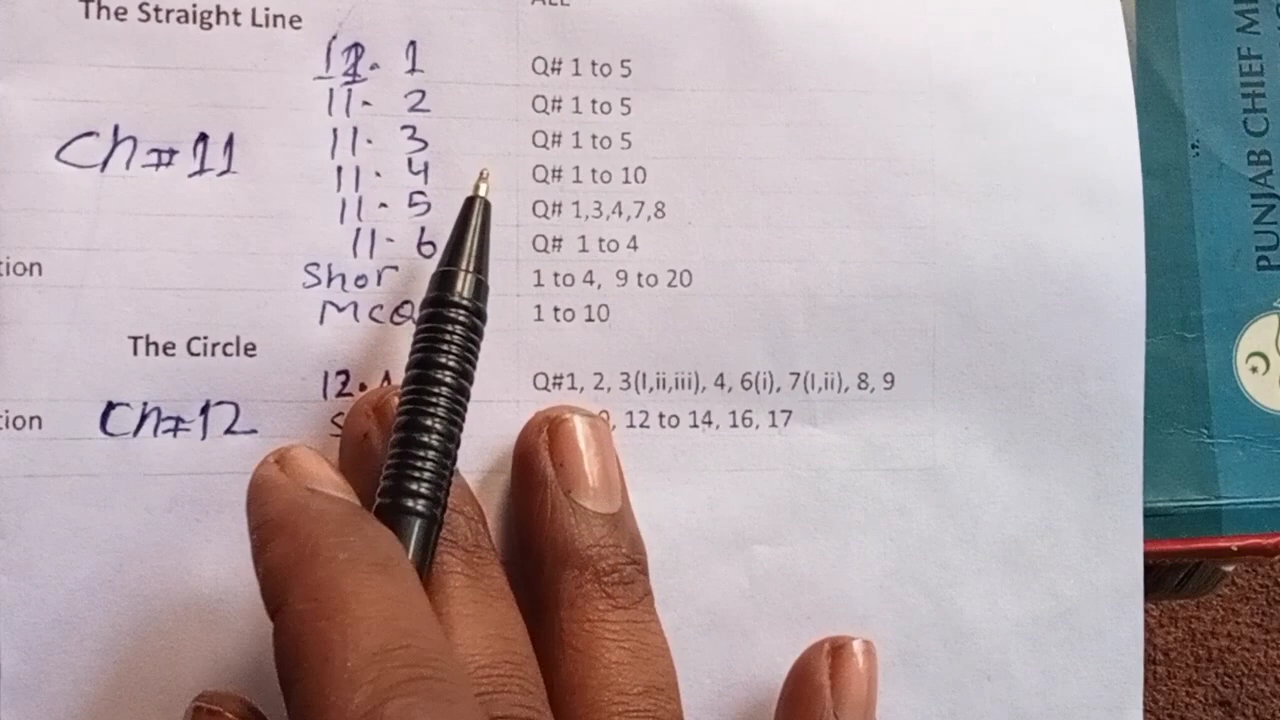 The Straight Line
11. 1 Q# 1 to 5
11. 2 Q# 1 to 5
11. 3 Q# 1 to 5
Ch#11
11. 4 Q# 1 to 10
11. 5 Q# 1,3,4,7,8
11. 6 Q# 1 to 4
tion Shor 1 to 4, 9 to 20
McQ 1 to 10
The Circle
12. Q#1, 2, 3(I,ii,iii), 4, 6(i), 7(I,ii), 8, 9
tion Ch#12 , 12 to 14, 16, 17
PUNJAB CHIEF